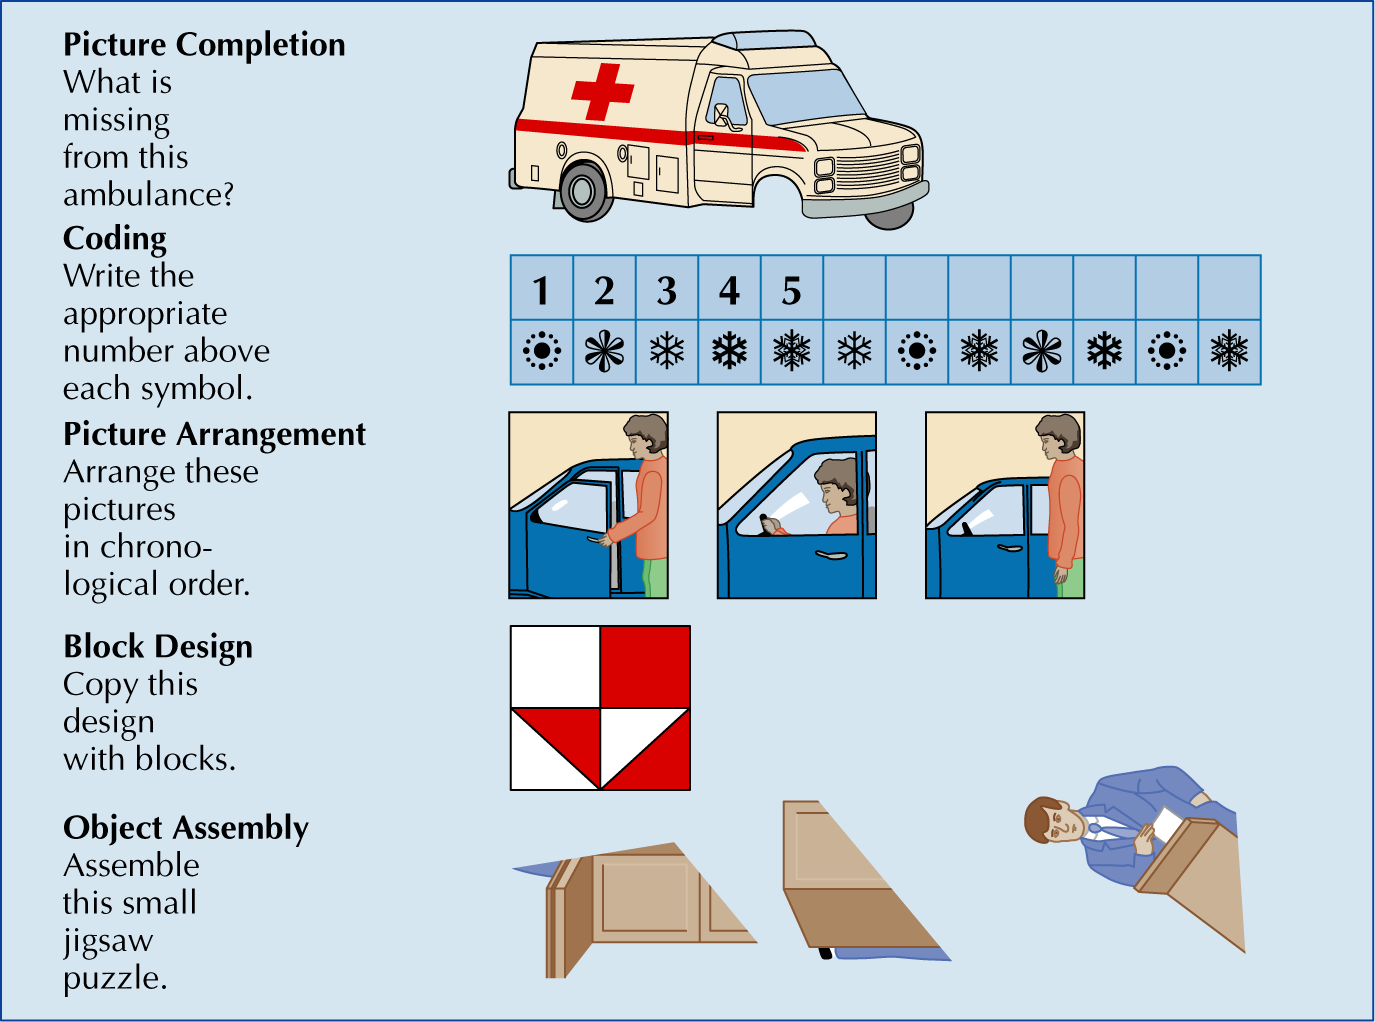 Picture Completion
What is
missing
from this
ambulance?
Coding
Write the
appropriate
number above
each symbol.
1 2 3 4 5
Picture Arrangement
Arrange these
pictures
in chrono-
logical order.
Block Design
Copy this
design
with blocks.
Object Assembly
Assemble
this small
jigsaw
puzzle.